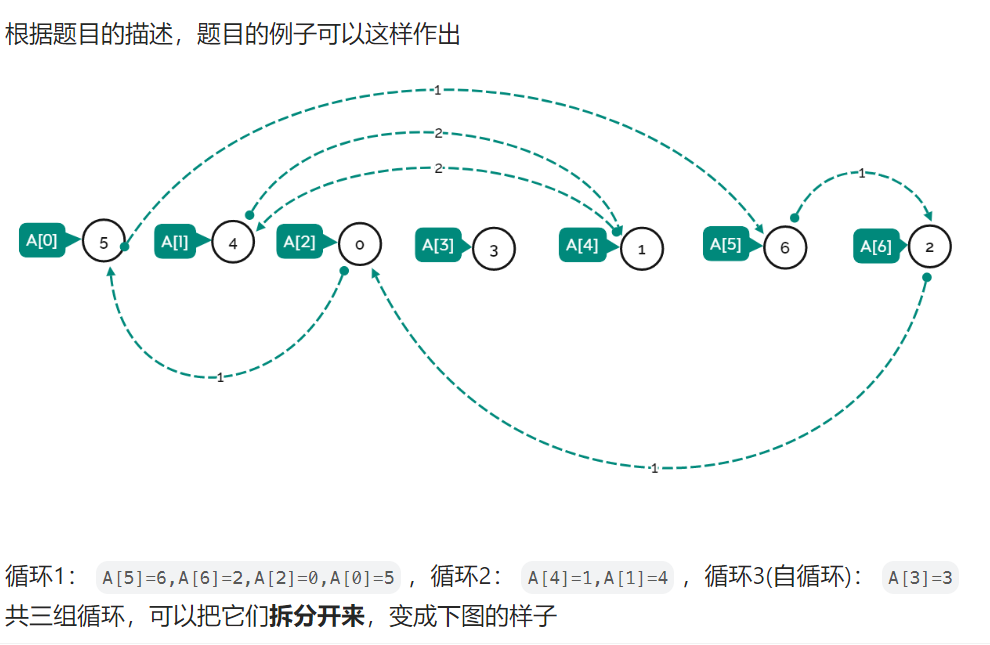 根据题目的描述，题目的例子可以这样作出
1
2
2
1
A[0] 5 A[1] 4 A[2] 0 A[3] 3 A[4] 1 A[5] 6 A[6] 2
1
1
循环1： A[5]=6,A[6]=2,A[2]=0,A[0]=5 ，循环2： A[4]=1,A[1]=4 ，循环3(自循环)： A[3]=3
共三组循环，可以把它们拆分开来，变成下图的样子